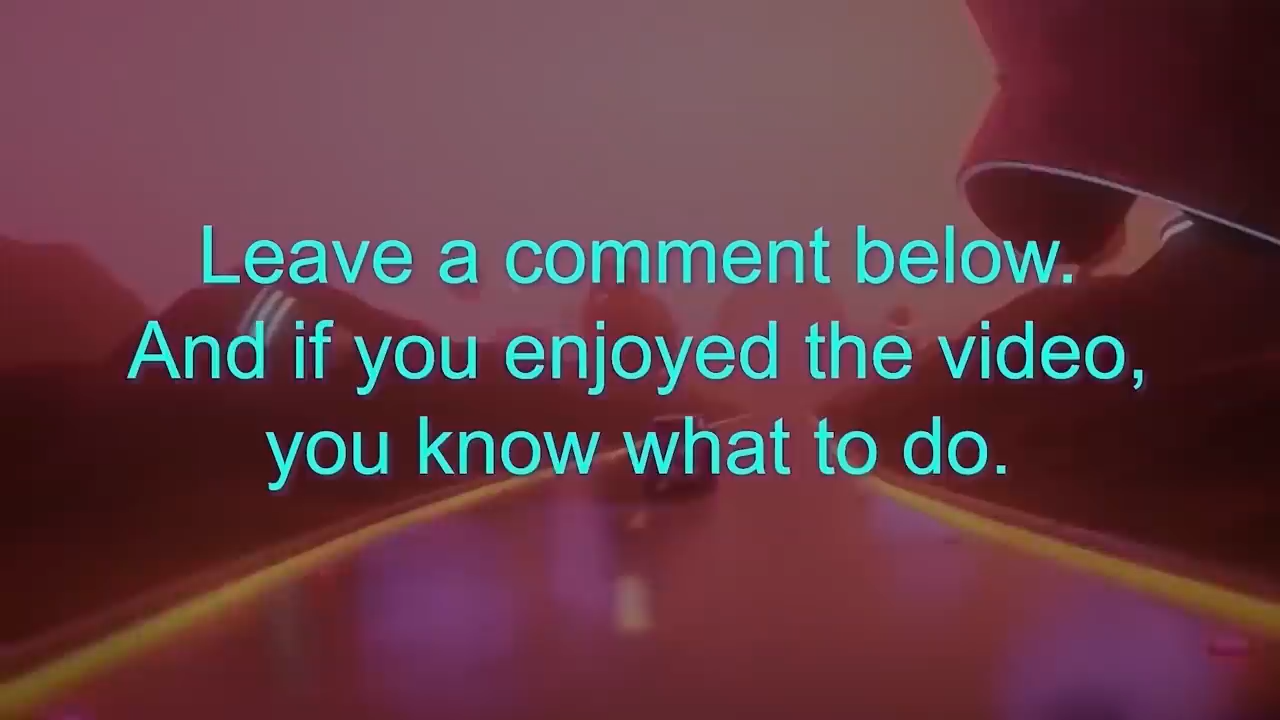 Leave a comment below.
And if you enjoyed the video,
you know what to do.